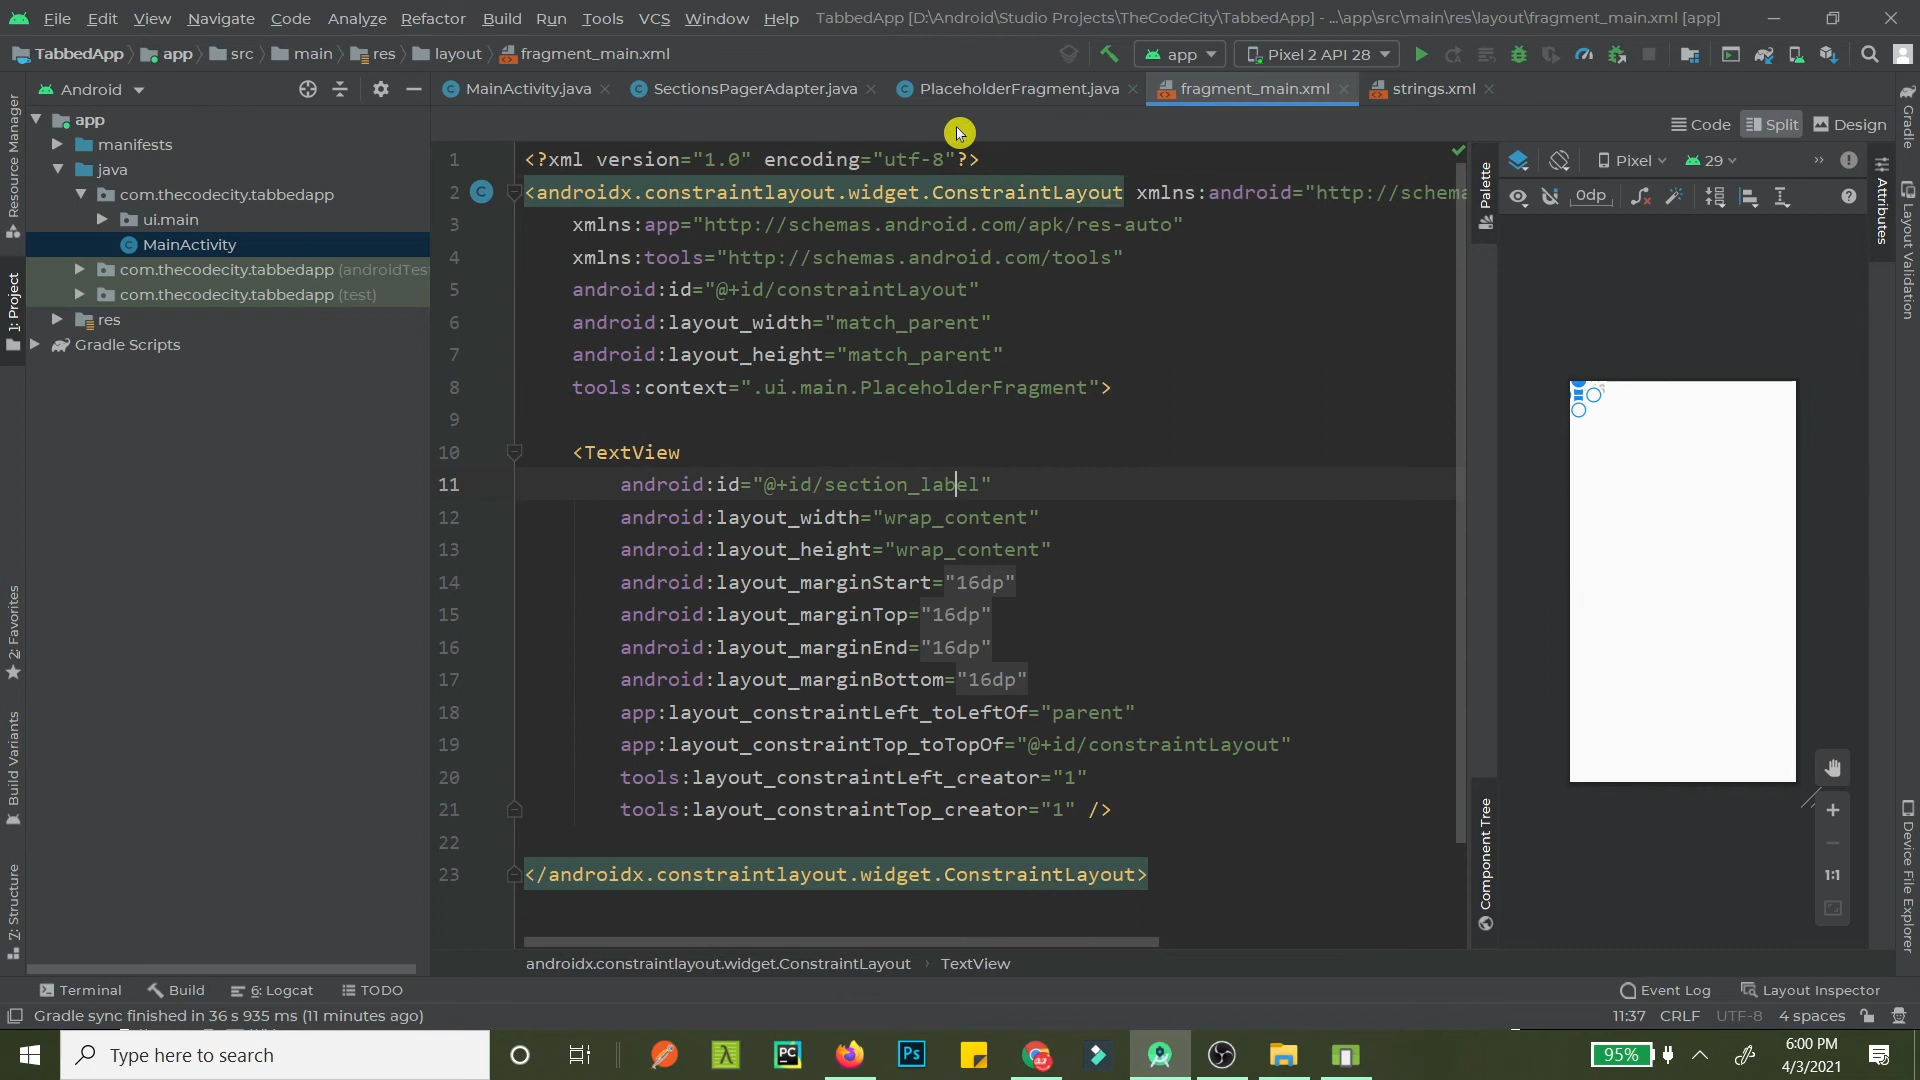 File Edit View Navigate Code Analyze Refactor Build Run Tools VCS Window Help TabbedApp [D:\Android\Studio Projects\TheCodeCity\TabbedApp] - ...\app\src\main\res\layout\fragment_main.xml [app]
TabbedApp app src main res layout fragment_main.xml app Pixel 2 API 28
Android MainActivity.java SectionsPagerAdapter.java PlaceholderFragment.java fragment_main.xml strings.xml
Code Split Design
Pixel 29
0dp
app
manifests
java
com.thecodecity.tabbedapp
ui.main
MainActivity
com.thecodecity.tabbedapp (androidTes
com.thecodecity.tabbedapp (test)
res
Gradle Scripts
Resource Manager
1: Project
2: Favorites
Build Variants
7: Structure
1 <?xml version="1.0" encoding="utf-8"?>
2 <androidx.constraintlayout.widget.ConstraintLayout xmlns:android="http://schema
3 xmlns:app="http://schemas.android.com/apk/res-auto"
4 xmlns:tools="http://schemas.android.com/tools"
5 android:id="@+id/constraintLayout"
6 android:layout_width="match_parent"
7 android:layout_height="match_parent"
8 tools:context=".ui.main.PlaceholderFragment">
9
10 <TextView
11 android:id="@+id/section_label"
12 android:layout_width="wrap_content"
13 android:layout_height="wrap_content"
14 android:layout_marginStart="16dp"
15 android:layout_marginTop="16dp"
16 android:layout_marginEnd="16dp"
17 android:layout_marginBottom="16dp"
18 app:layout_constraintLeft_toLeftOf="parent"
19 app:layout_constraintTop_toTopOf="@+id/constraintLayout"
20 tools:layout_constraintLeft_creator="1"
21 tools:layout_constraintTop_creator="1" />
22
23 </androidx.constraintlayout.widget.ConstraintLayout>
androidx.constraintlayout.widget.ConstraintLayout TextView
Palette
Component Tree
Attributes
1:1
Gradle
Layout Validation
Device File Explorer
Terminal Build 6: Logcat TODO Event Log Layout Inspector
Gradle sync finished in 36 s 935 ms (11 minutes ago) 11:37 CRLF UTF-8 4 spaces
Type here to search PC Ps 95% 6:00 PM
4/3/2021